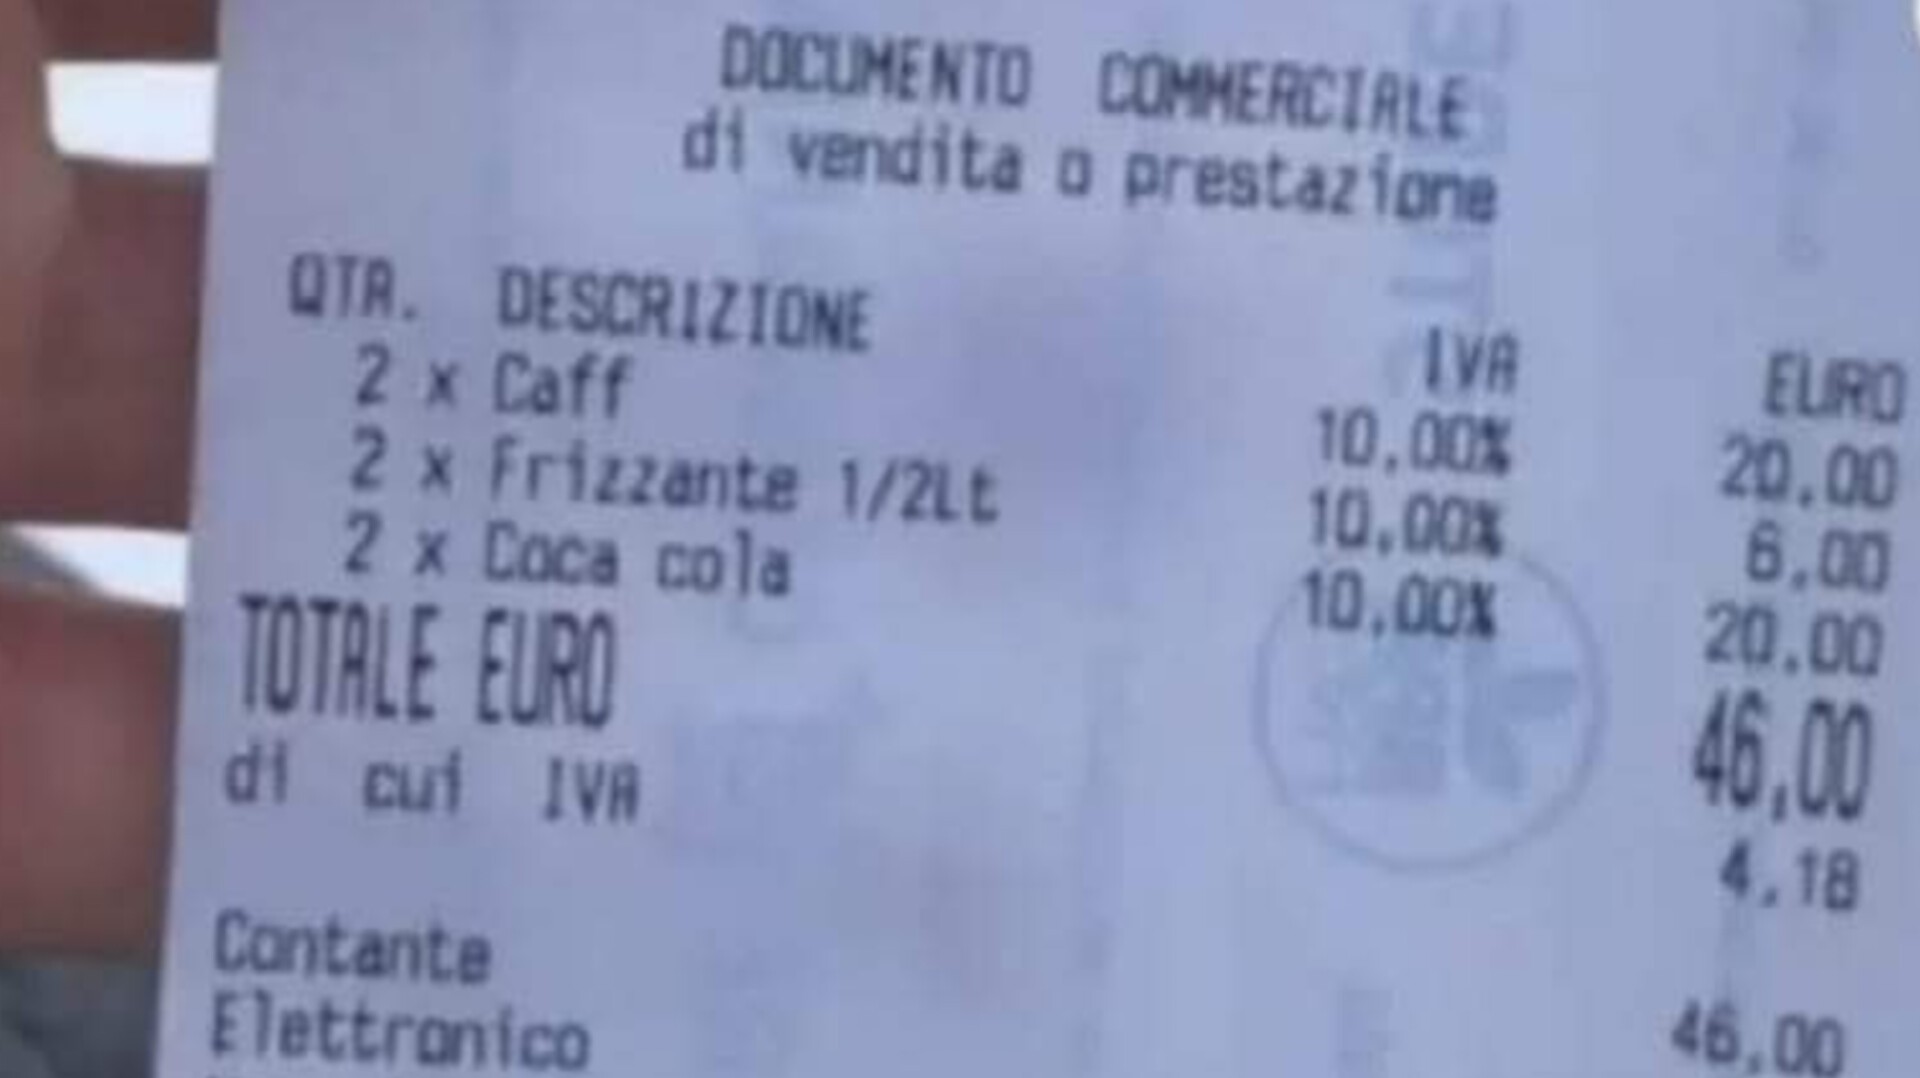 DOCUMENTO COMMERCIALE
di vendita o prestazione
QTA. DESCRIZIONE IVA EURO
2 x Caff 10,00% 20,00
2 x Frizzante 1/2Lt 10,00% 6,00
2 x Coca cola 10,00% 20,00
TOTALE EURO 46,00
di cui IVA 4,18
Contante 46,00
Elettronico